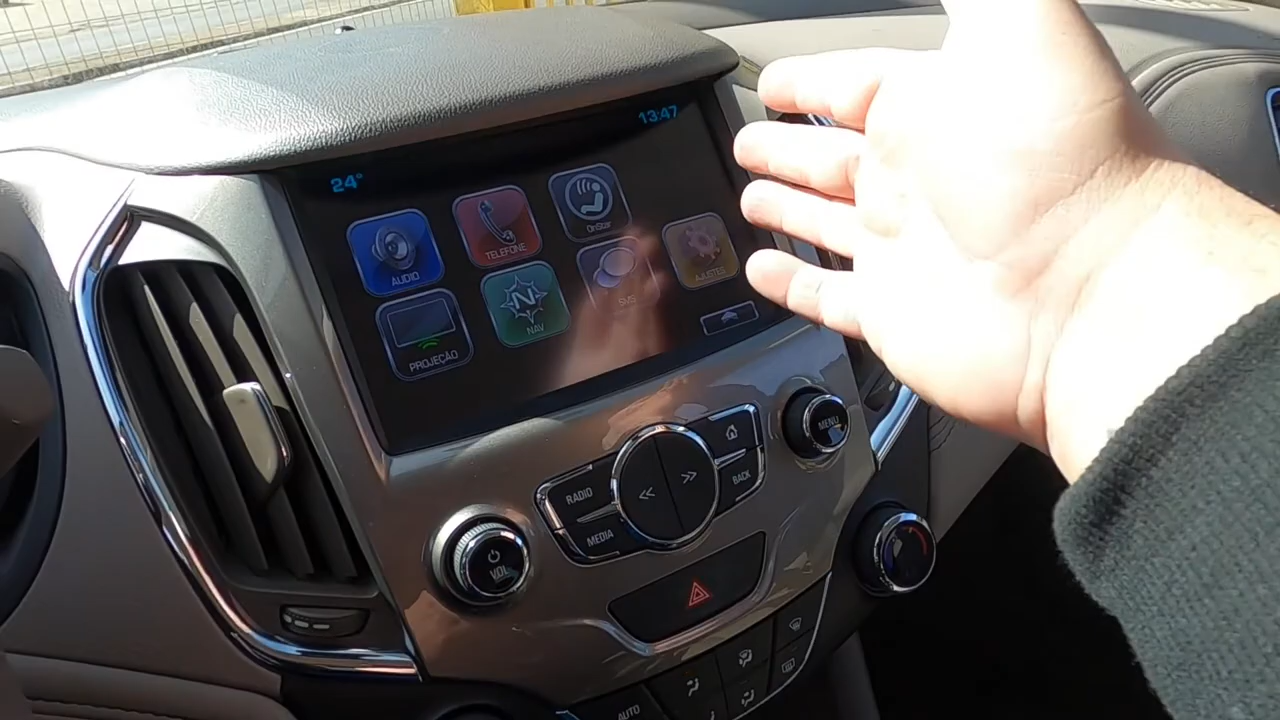 24°
13:47
AUDIO
TELEFONE
OnStar
PROJEÇÃO
NAV
SMS
AJUSTES
RADIO
MEDIA
BACK
MENU
VOL
AUTO